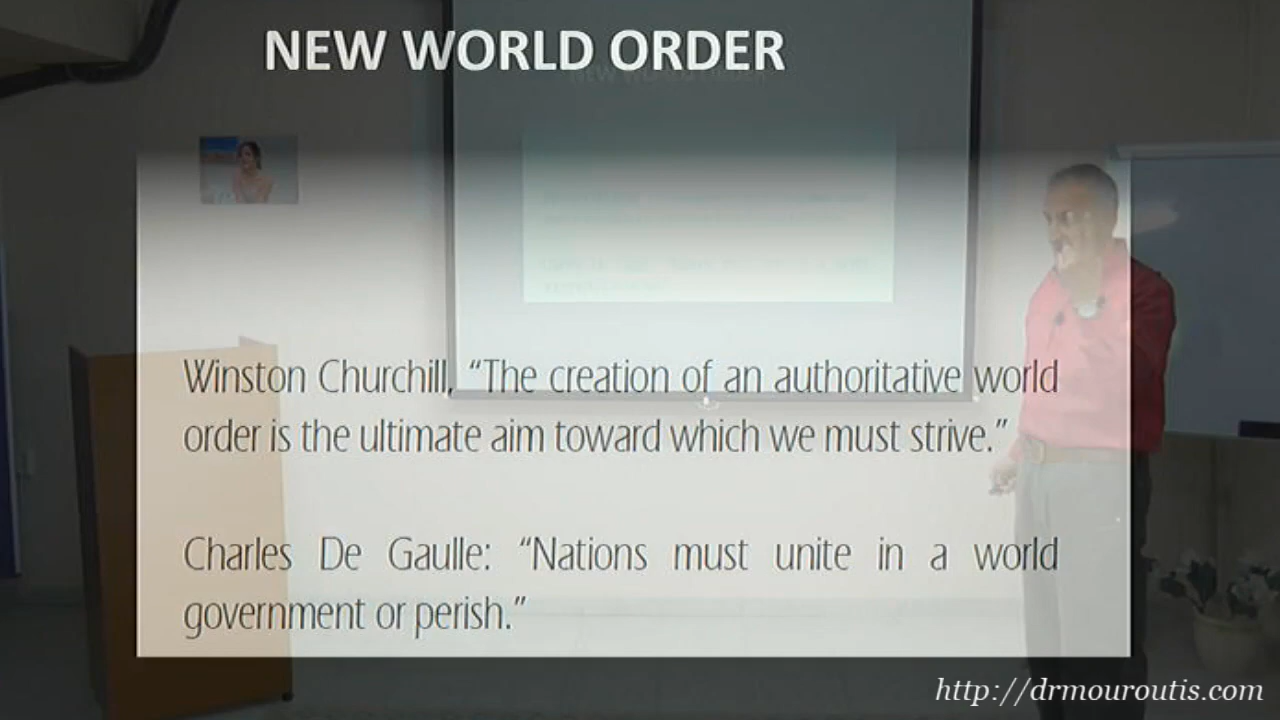 NEW WORLD ORDER
Winston Churchill, “The creation of an authoritative world
order is the ultimate aim toward which we must strive.”
Charles De Gaulle: “Nations must unite in a world
government or perish.”
http://drmouroutis.com